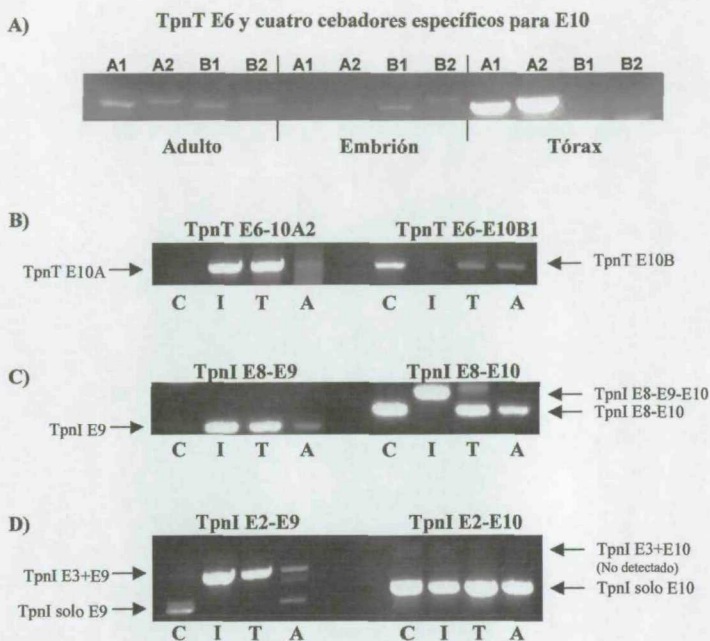 A)
TpnT E6 y cuatro cebadores específicos para E10
A1 A2 B1 B2 A1 A2 B1 B2 A1 A2 B1 B2
Adulto Embrión Tórax
B)
TpnT E6-10A2 TpnT E6-E10B1
TpnT E10A
TpnT E10B
C I T A C I T A
C)
TpnI E8-E9 TpnI E8-E10
TpnI E8-E9-E10
TpnI E8-E10
TpnI E9
C I T A C I T A
D)
TpnI E2-E9 TpnI E2-E10
TpnI E3+E10
(No detectado)
TpnI E3+E9
TpnI solo E10
TpnI solo E9
C I T A C I T A